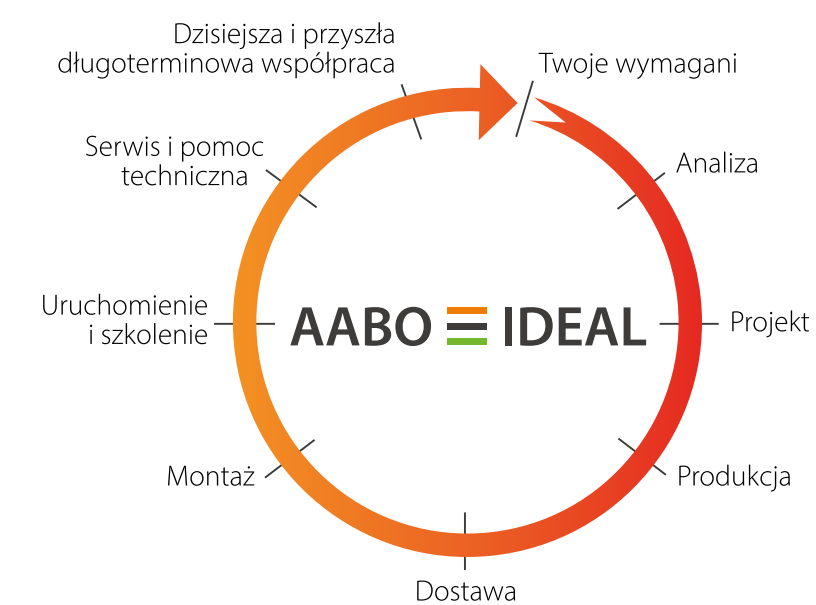 Dzisiejsza i przyszła
długoterminowa współpraca
Twoje wymagani
Serwis i pomoc
techniczna
Analiza
Uruchomienie
i szkolenie
AABO IDEAL
Projekt
Montaż
Produkcja
Dostawa